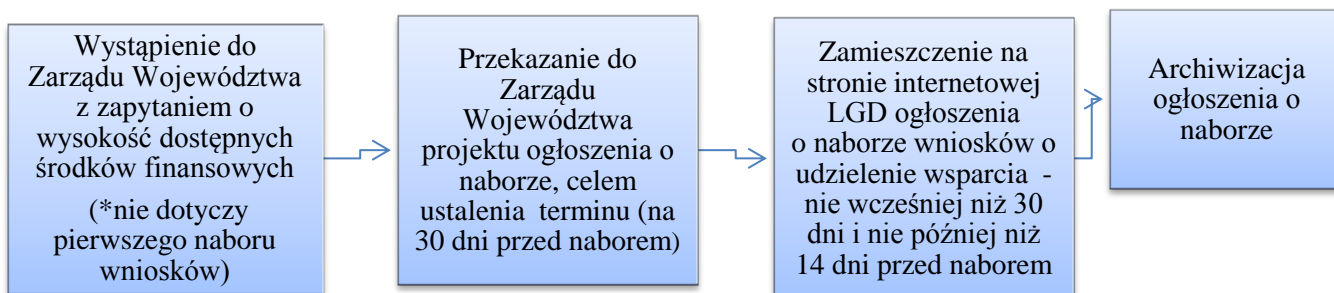 Wystąpienie do
Zarządu Województwa
z zapytaniem o
wysokość dostępnych
środków finansowych
(*nie dotyczy
pierwszego naboru
wniosków)
Przekazanie do
Zarządu
Województwa
projektu ogłoszenia o
naborze, celem
ustalenia terminu (na
30 dni przed naborem)
Zamieszczenie na
stronie internetowej
LGD ogłoszenia
o naborze wniosków o
udzielenie wsparcia -
nie wcześniej niż 30
dni i nie później niż
14 dni przed naborem
Archiwizacja
ogłoszenia o
naborze